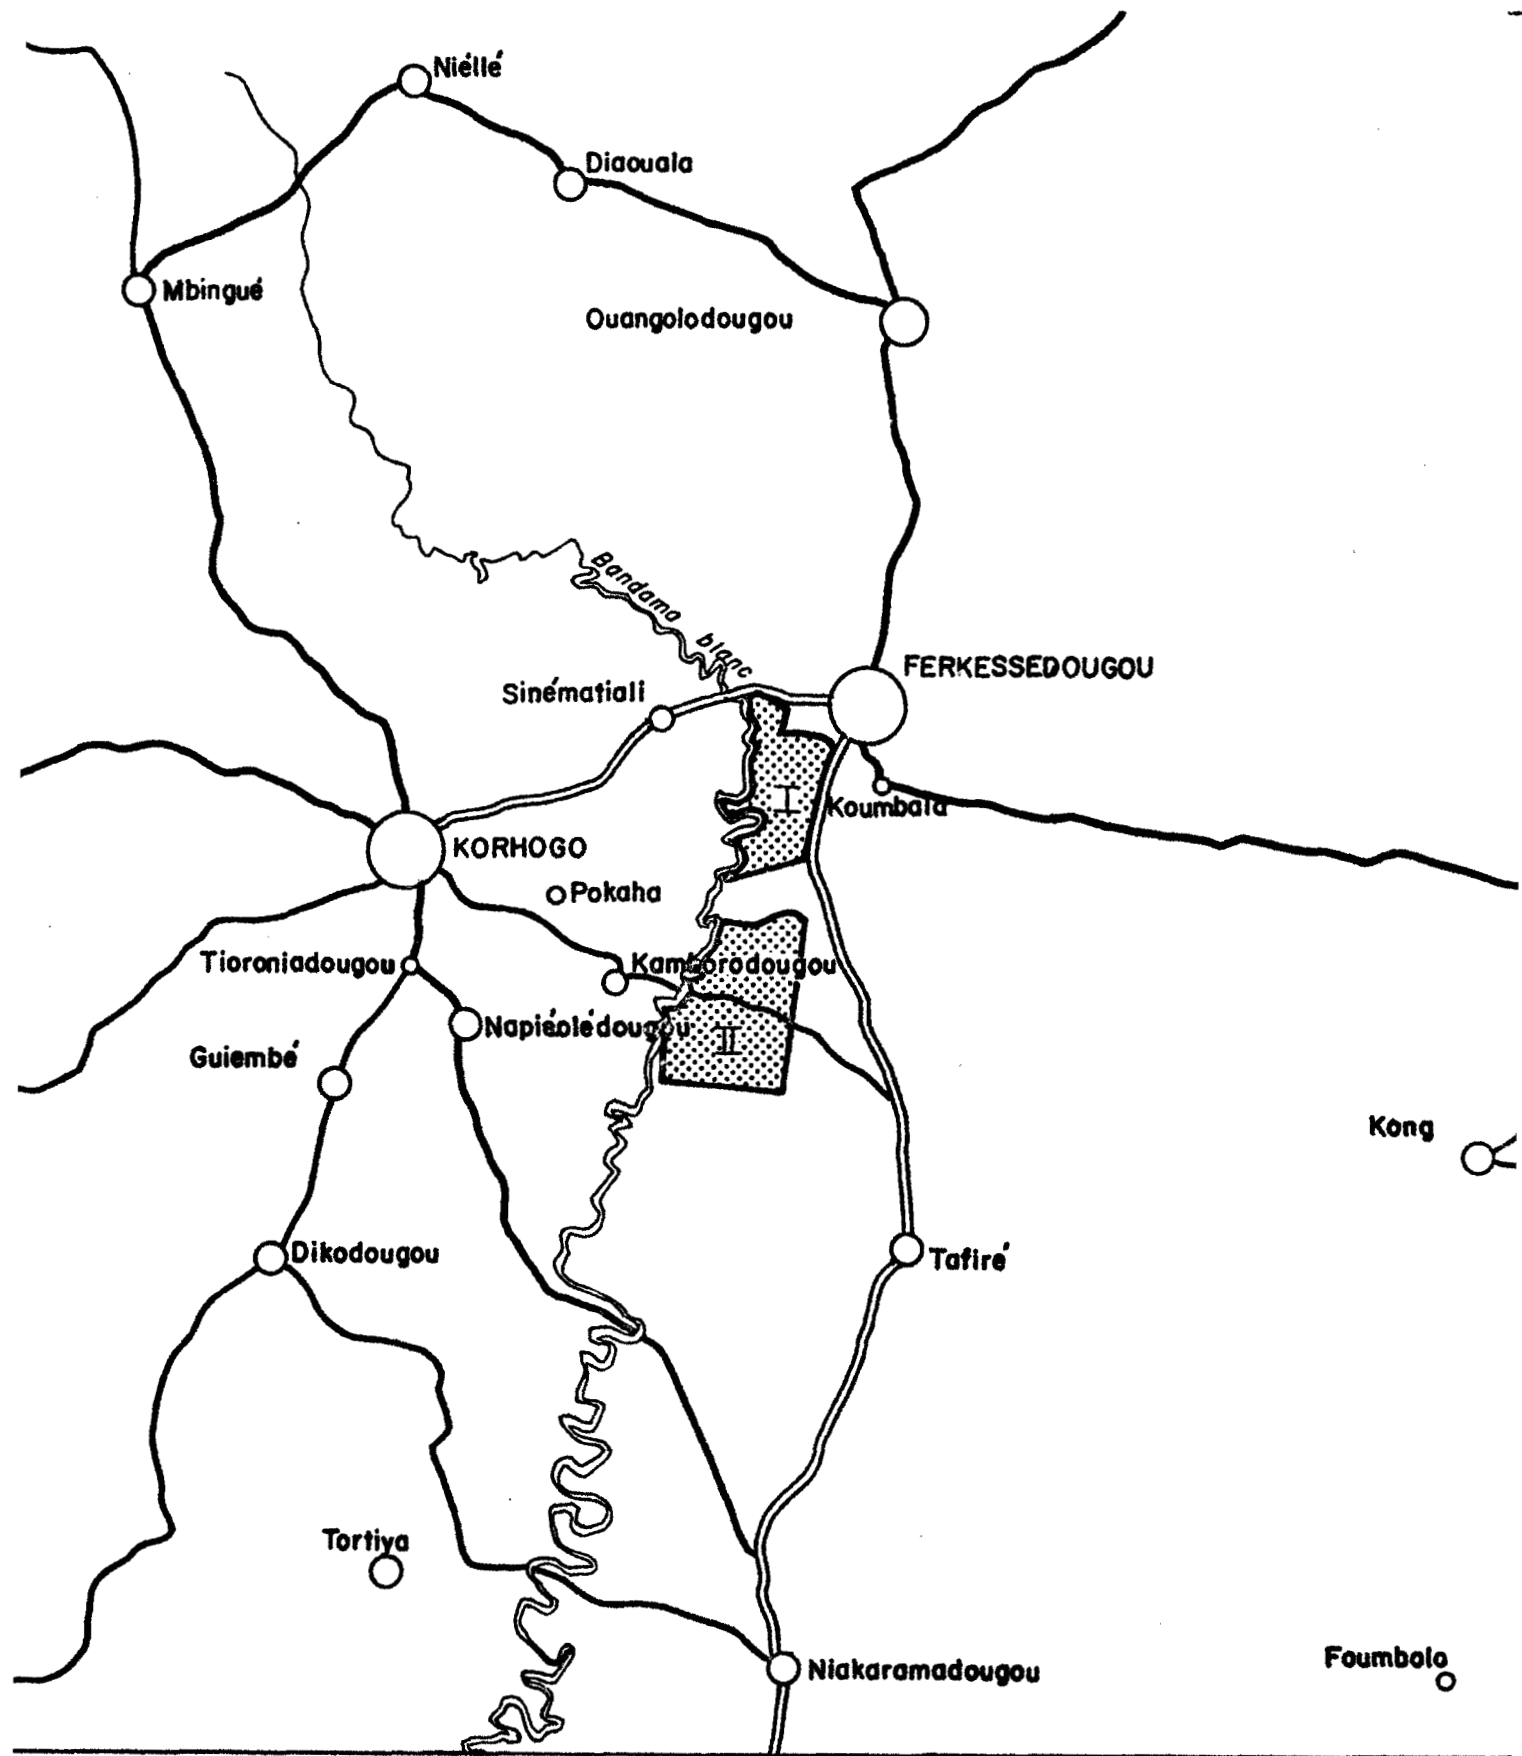 Niéllé
Diaouala
Mbingué
Ouangolodougou
Bandama blanc
FERKESSEDOUGOU
Sinématiali
I
Koumbala
KORHOGO
Pokaha
Tioroniadougou
Kamborodougou
Napiéolédougou
II
Guiembé
Kong
Dikodougou
Tafiré
Tortiya
Niakaramadougou
Foumbolo